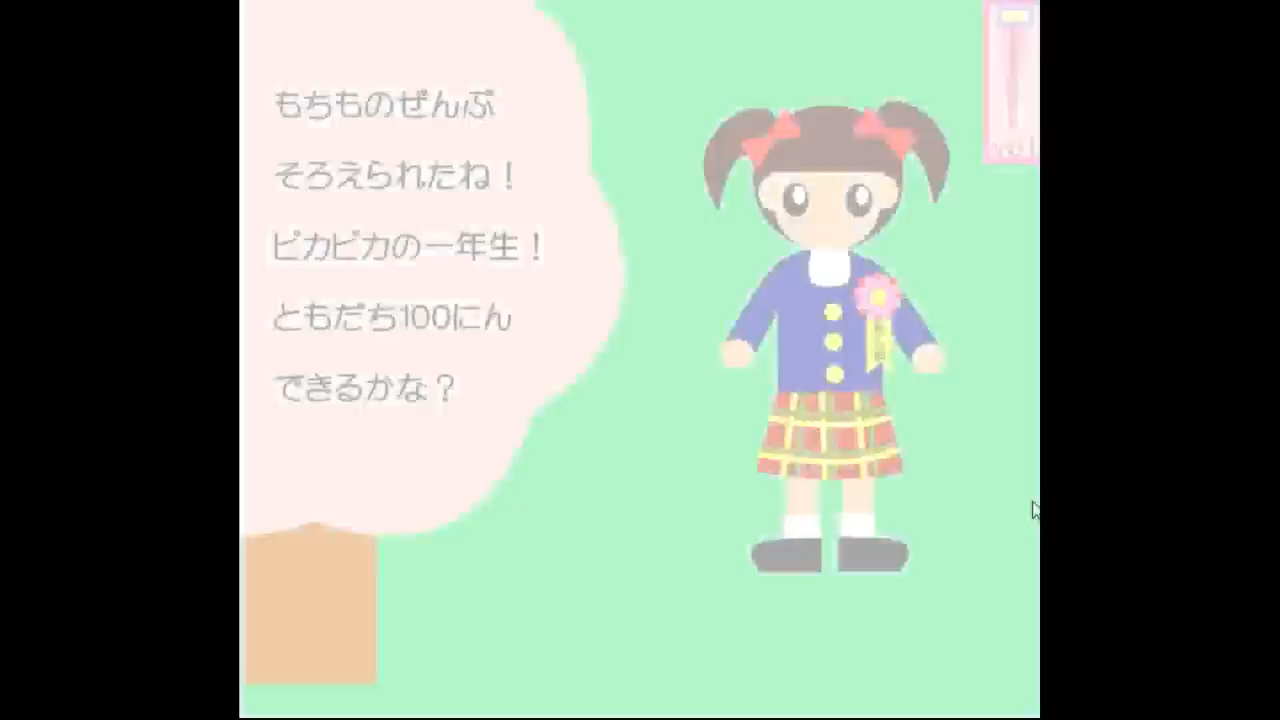 もちものぜんぶ
そろえられたね！
ピカピカの一年生！
ともだち100にん
できるかな？